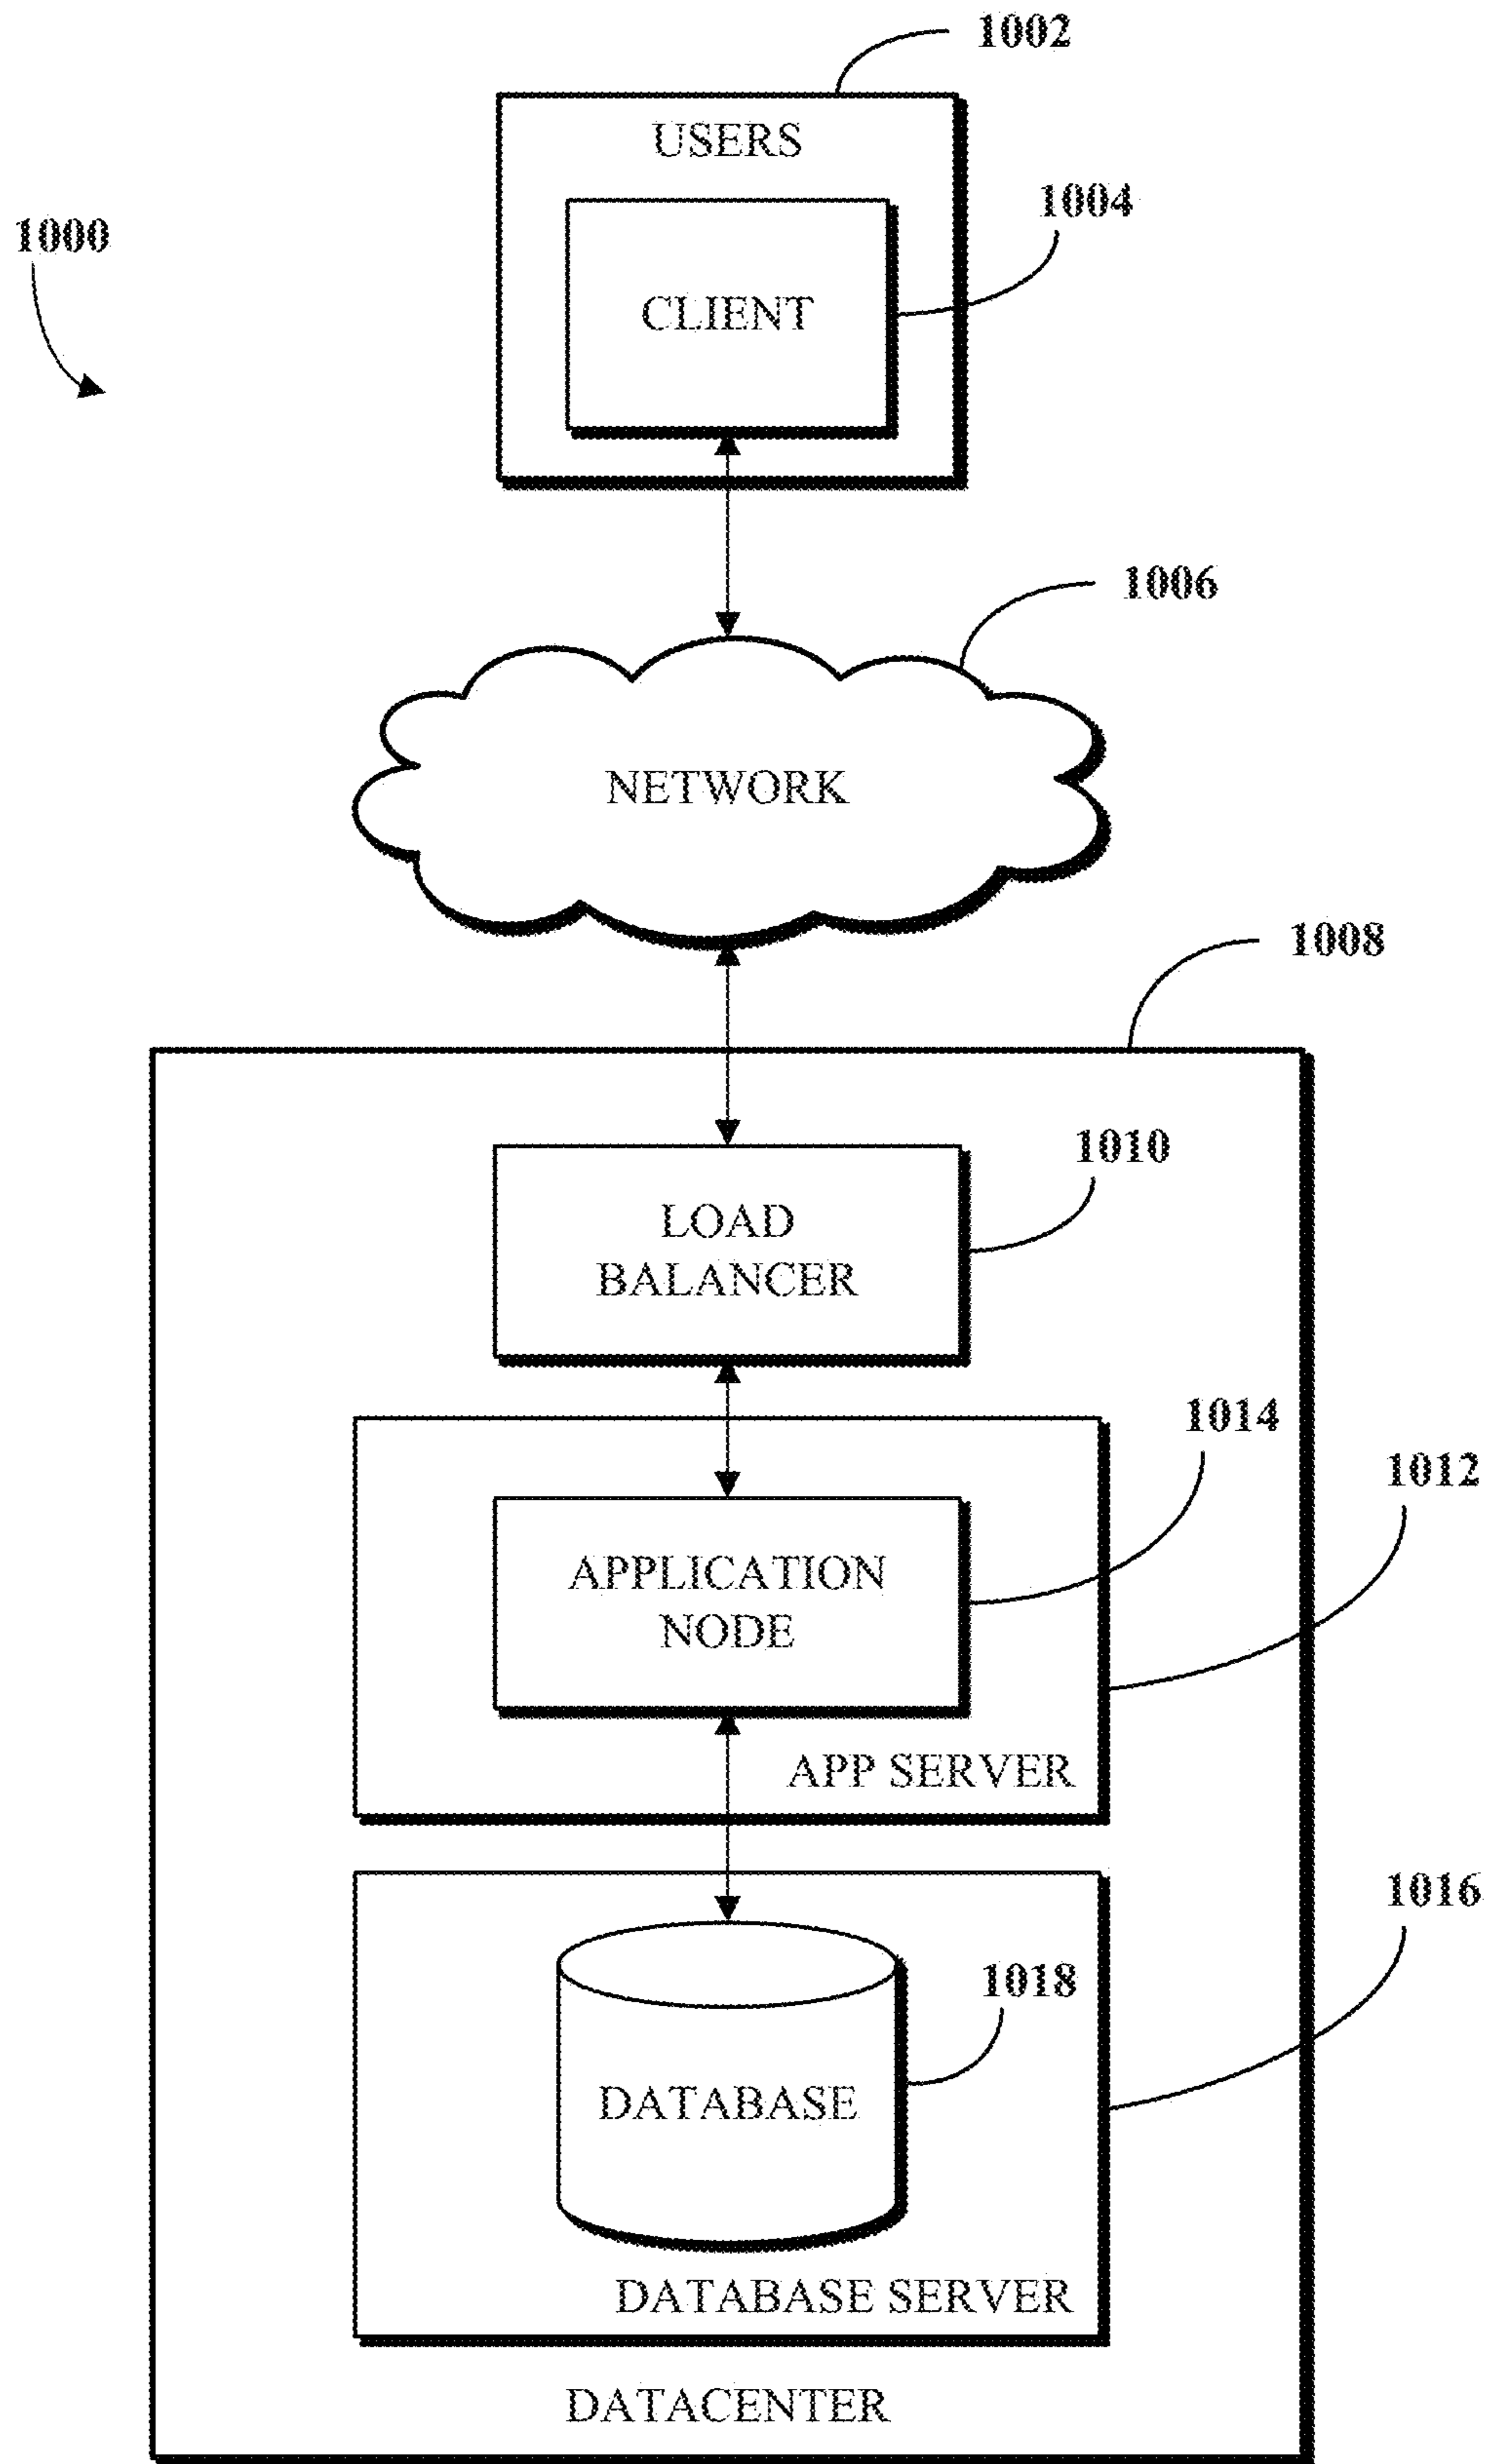 1002
USERS
1004
1000
CLIENT
1006
NETWORK
1008
1010
LOAD
BALANCER
1014
1012
APPLICATION
NODE
APP SERVER
1016
1018
DATABASE
DATABASE SERVER
DATACENTER